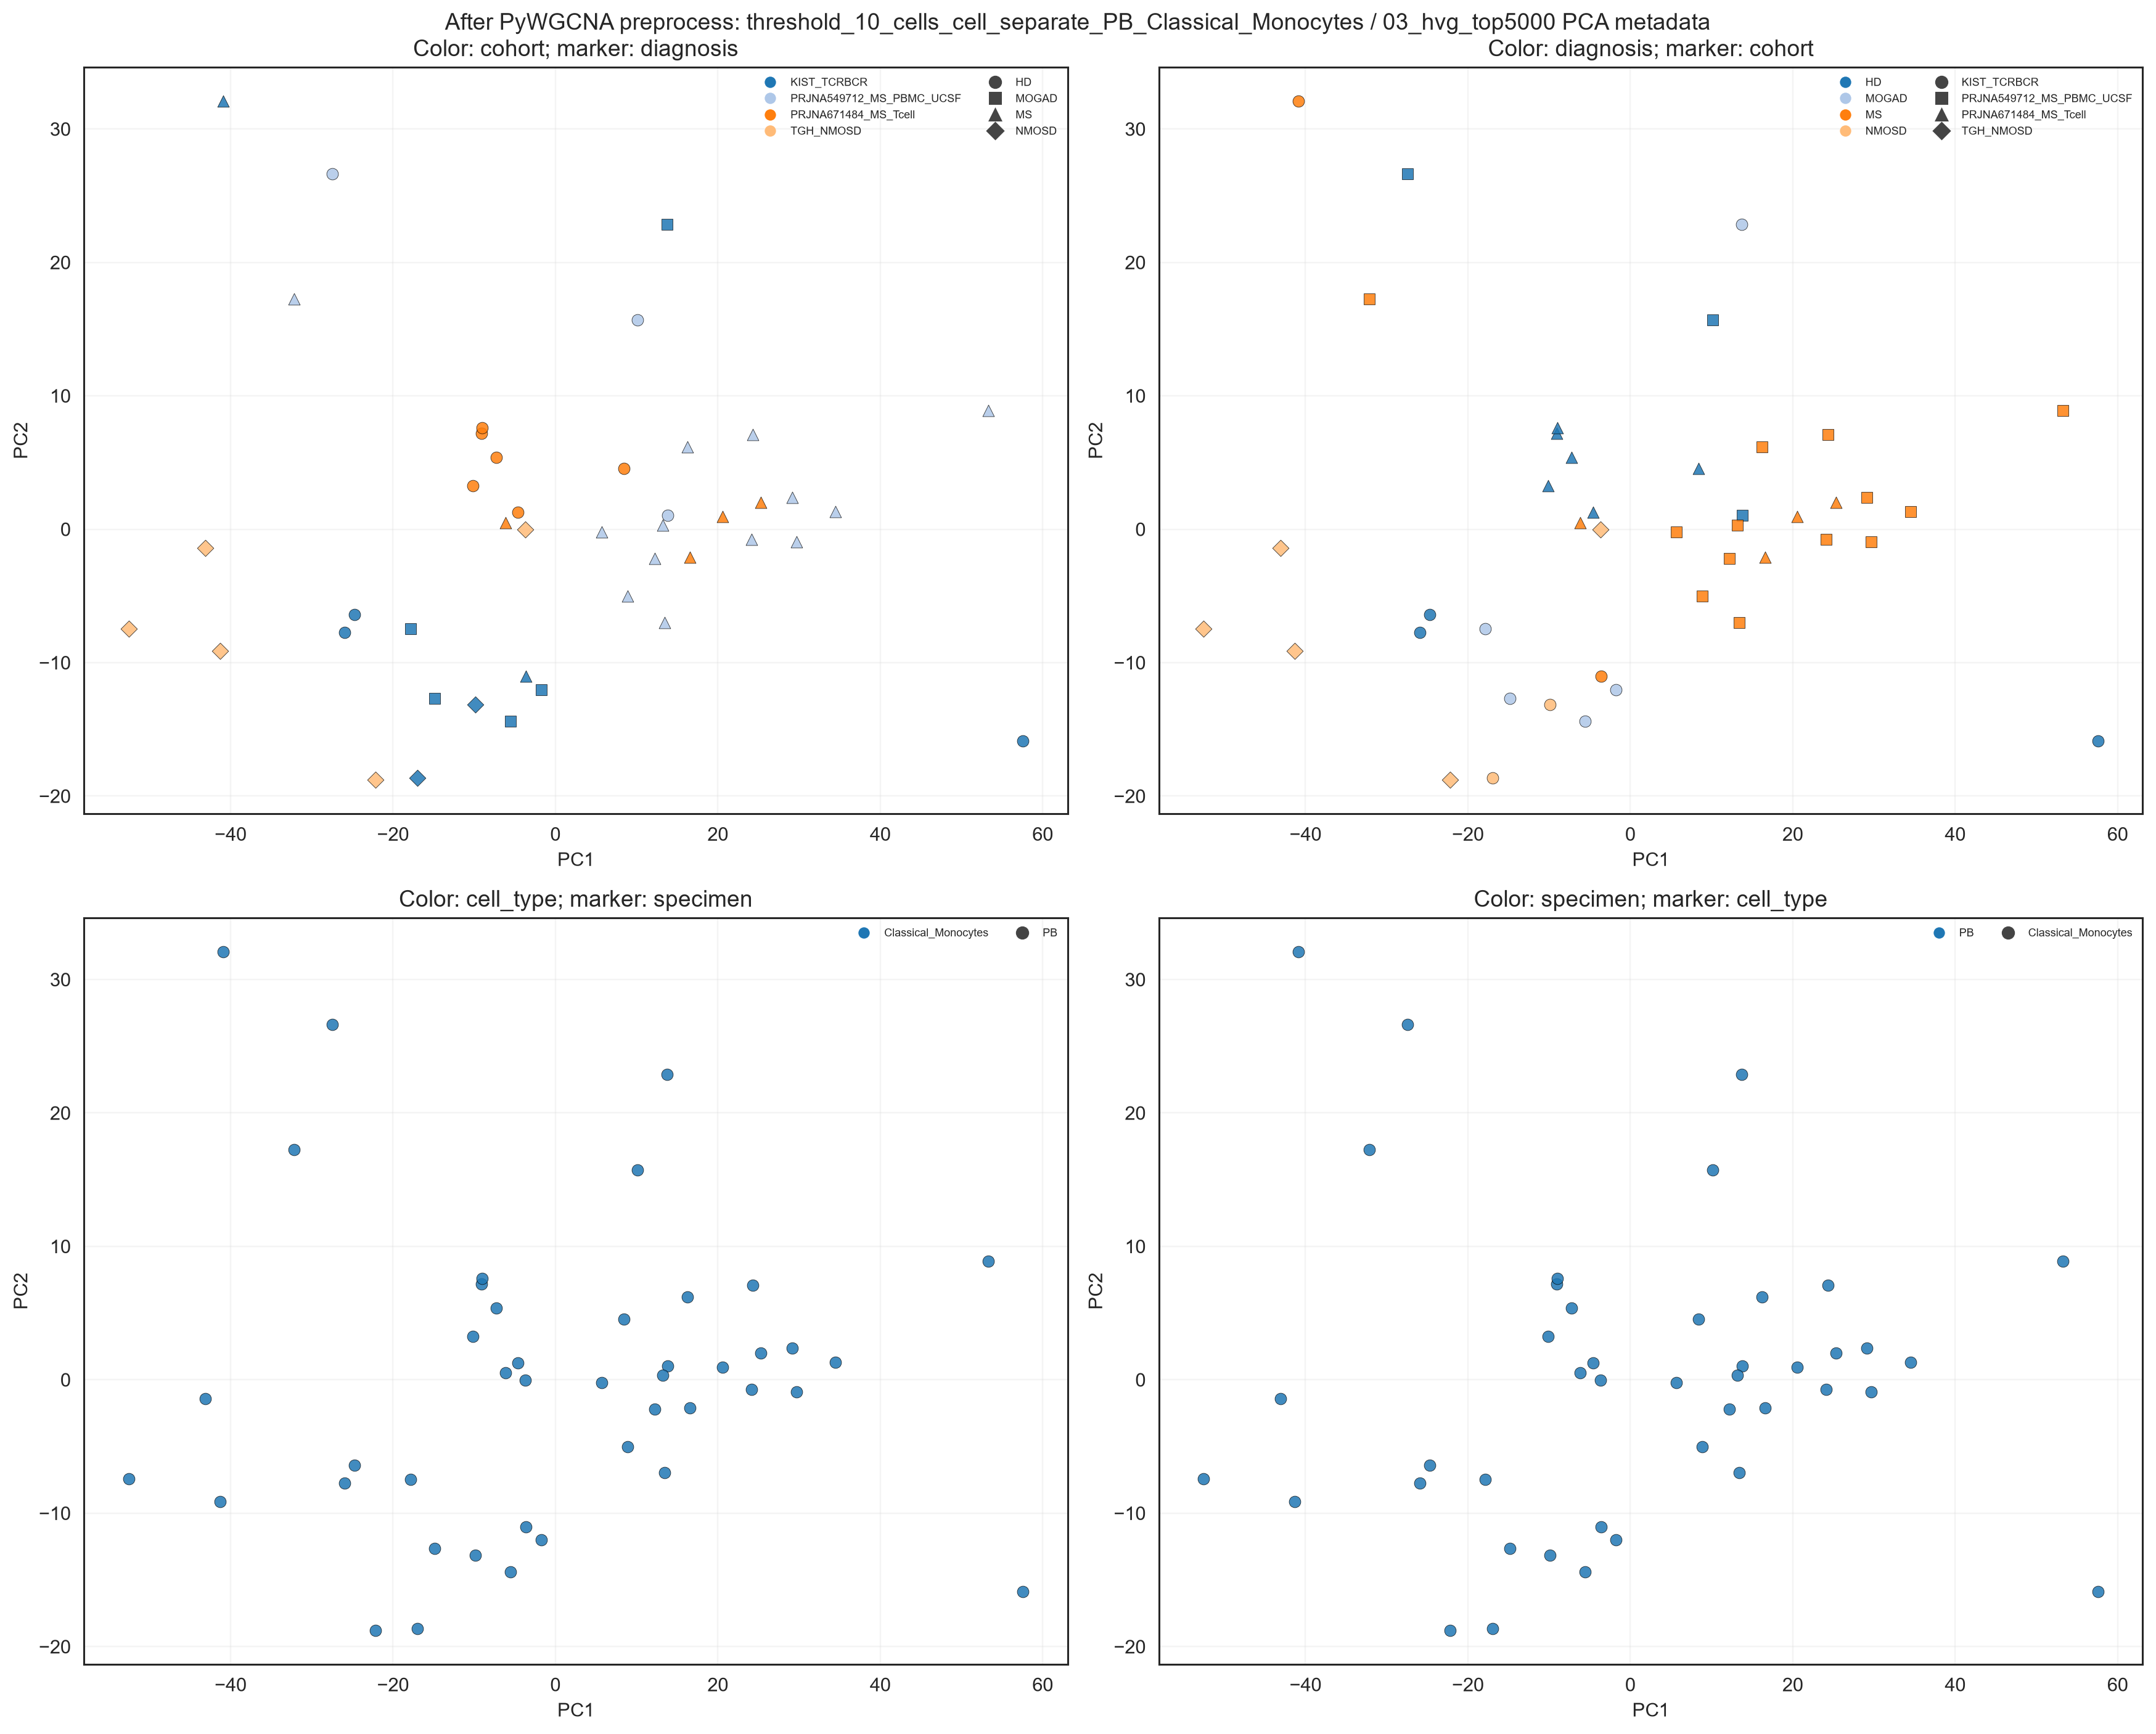 After PyWGCNA preprocess: threshold_10_cells_cell_separate_PB_Classical_Monocytes / 03_hvg_top5000 PCA metadata
Color: cohort; marker: diagnosis
KIST_TCRBCR HD
PRJNA549712_MS_PBMC_UCSF MOGAD
PRJNA671484_MS_Tcell MS
TGH_NMOSD NMOSD
30
20
10
0
−10
−20
PC2
−40 −20 0 20 40 60
PC1
Color: diagnosis; marker: cohort
HD KIST_TCRBCR
MOGAD PRJNA549712_MS_PBMC_UCSF
MS PRJNA671484_MS_Tcell
NMOSD TGH_NMOSD
30
20
10
0
−10
−20
PC2
−40 −20 0 20 40 60
PC1
Color: cell_type; marker: specimen
Classical_Monocytes PB
30
20
10
0
−10
−20
PC2
−40 −20 0 20 40 60
PC1
Color: specimen; marker: cell_type
PB Classical_Monocytes
30
20
10
0
−10
−20
PC2
−40 −20 0 20 40 60
PC1